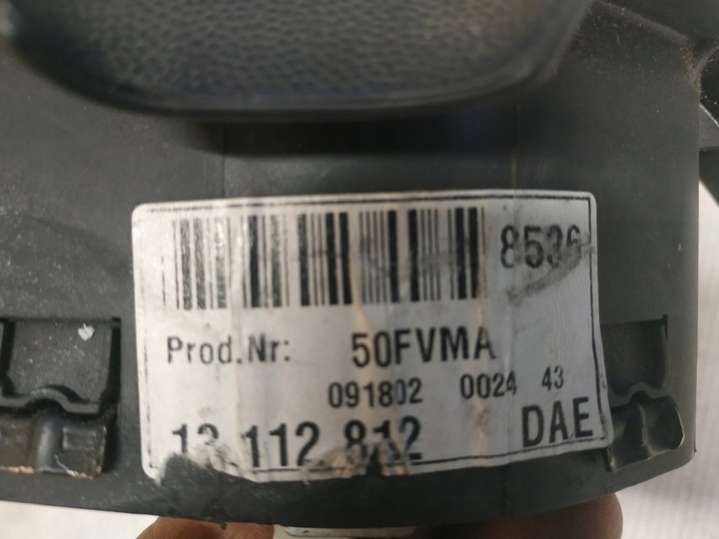 8536
Prod.Nr: 50FVMA
091802 0024 43
13 112 812 DAE